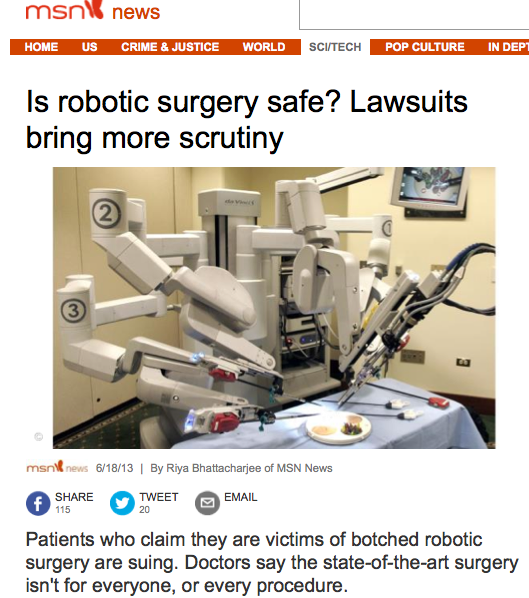 msn news
HOME US CRIME & JUSTICE WORLD SCI/TECH POP CULTURE IN DEPT
Is robotic surgery safe? Lawsuits
bring more scrutiny
2
3
©
msn news 6/18/13 | By Riya Bhattacharjee of MSN News
SHARE TWEET EMAIL
115 20
Patients who claim they are victims of botched robotic
surgery are suing. Doctors say the state-of-the-art surgery
isn't for everyone, or every procedure.